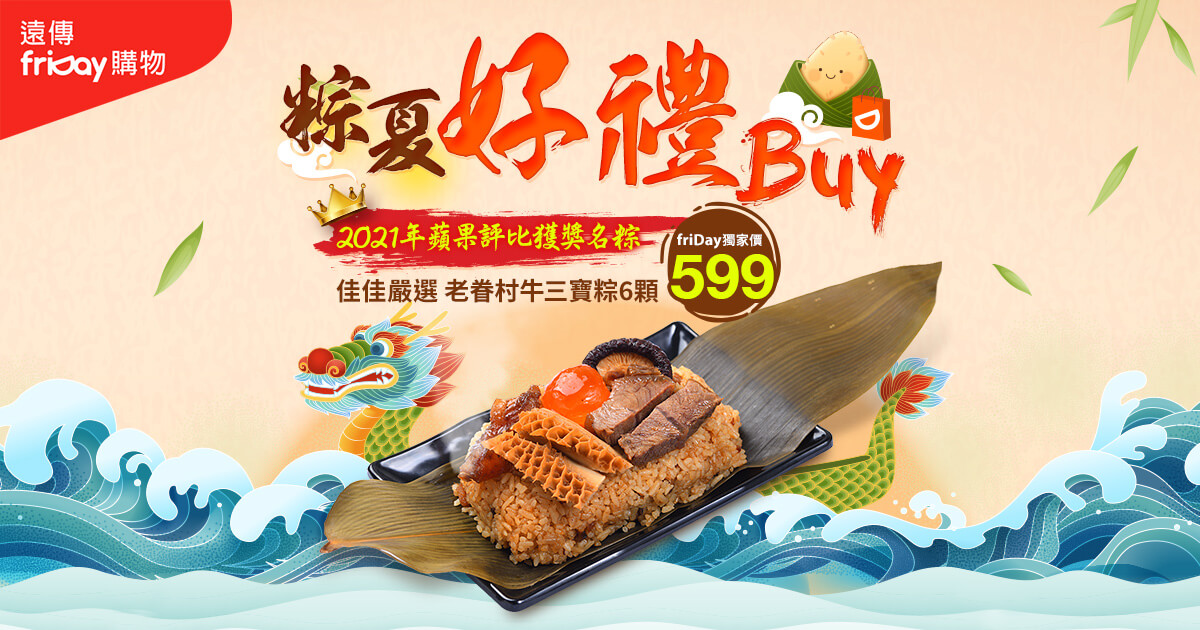 遠傳
friDay購物
粽夏好禮Buy
2021年蘋果評比獲獎名粽
佳佳嚴選 老眷村牛三寶粽6顆
friDay獨家價
599